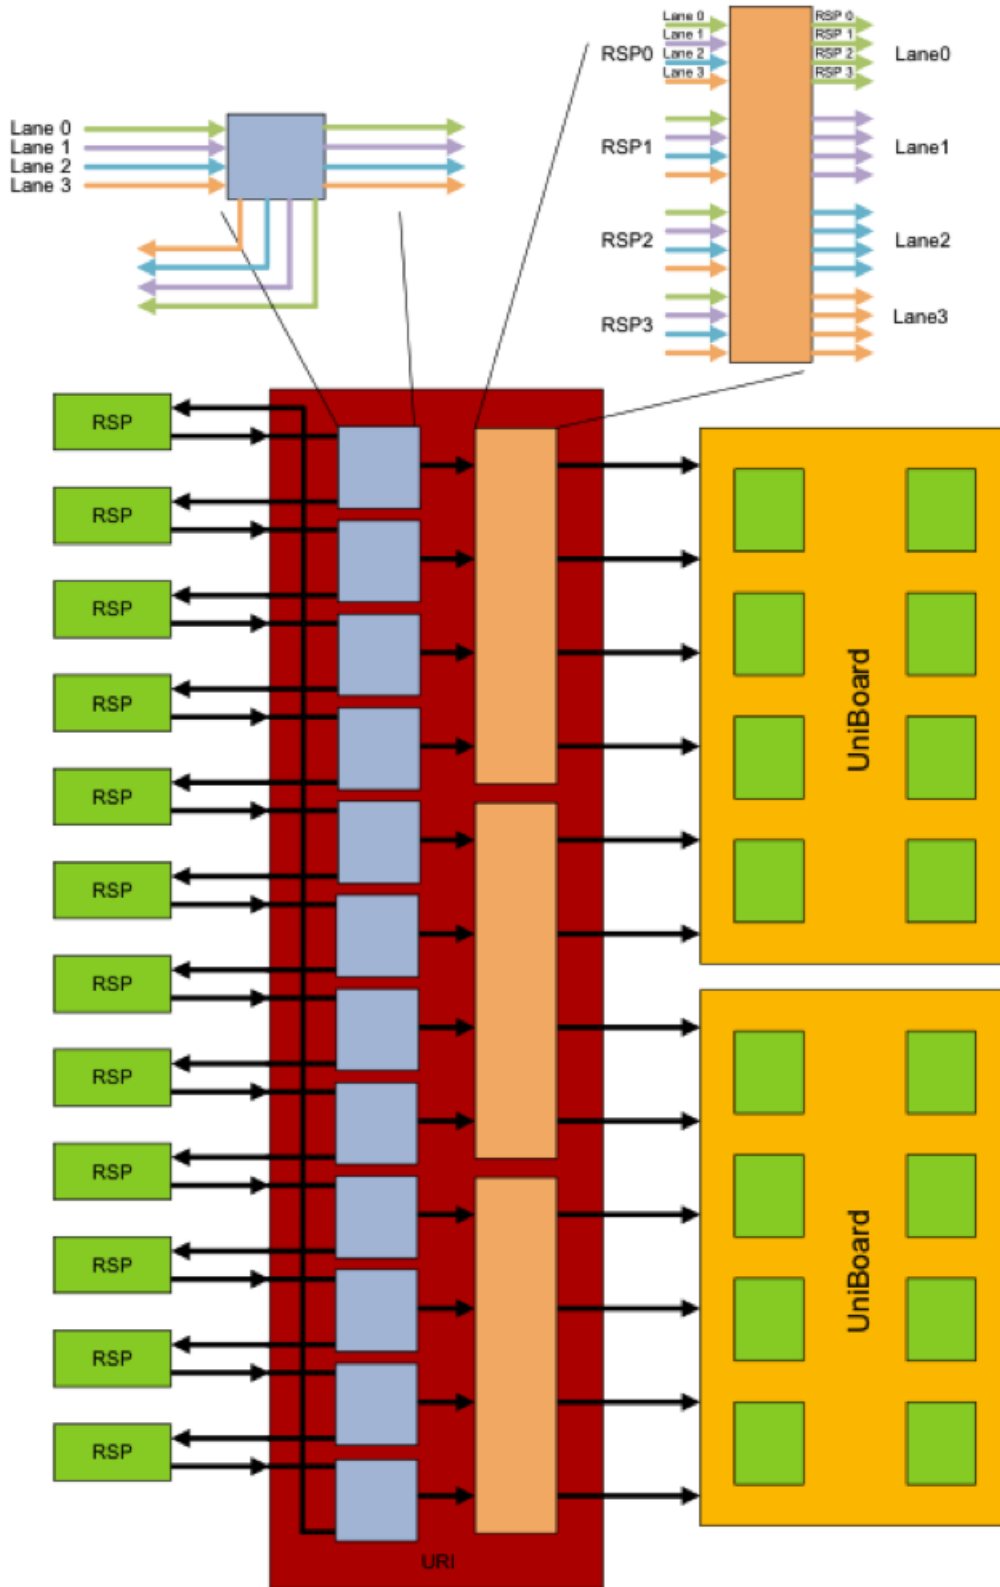 Lane 0
Lane 1
Lane 2
Lane 3
RSP0
Lane 0
Lane 1
Lane 2
Lane 3
RSP 0
RSP 1
RSP 2
RSP 3
Lane0
RSP1
Lane1
RSP2
Lane2
RSP3
Lane3
RSP
RSP
RSP
RSP
RSP
RSP
RSP
RSP
RSP
RSP
RSP
RSP
UniBoard
UniBoard
URI